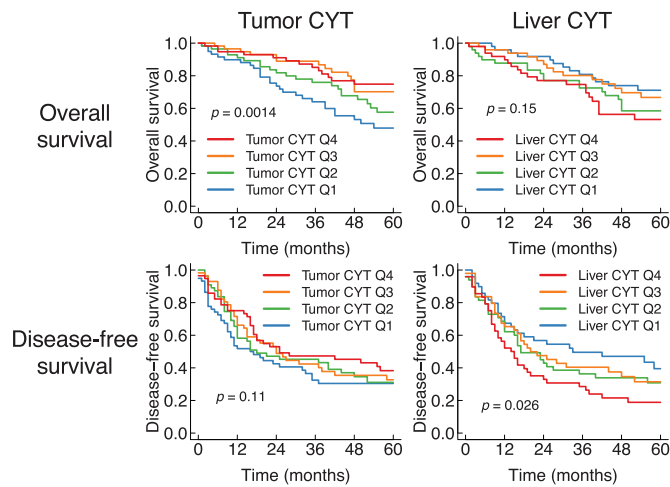 Tumor CYT
Liver CYT
Overall
survival
Overall survival
1.0
0.8
0.6
0.4
0.2
0.0
p = 0.0014
Tumor CYT Q4
Tumor CYT Q3
Tumor CYT Q2
Tumor CYT Q1
0 12 24 36 48 60
Time (months)
Overall survival
1.0
0.8
0.6
0.4
0.2
0.0
p = 0.15
Liver CYT Q4
Liver CYT Q3
Liver CYT Q2
Liver CYT Q1
0 12 24 36 48 60
Time (months)
Disease-free
survival
Disease−free survival
1.0
0.8
0.6
0.4
0.2
0.0
Tumor CYT Q4
Tumor CYT Q3
Tumor CYT Q2
Tumor CYT Q1
p = 0.11
0 12 24 36 48 60
Time (months)
Disease−free survival
1.0
0.8
0.6
0.4
0.2
0.0
Liver CYT Q4
Liver CYT Q3
Liver CYT Q2
Liver CYT Q1
p = 0.026
0 12 24 36 48 60
Time (months)